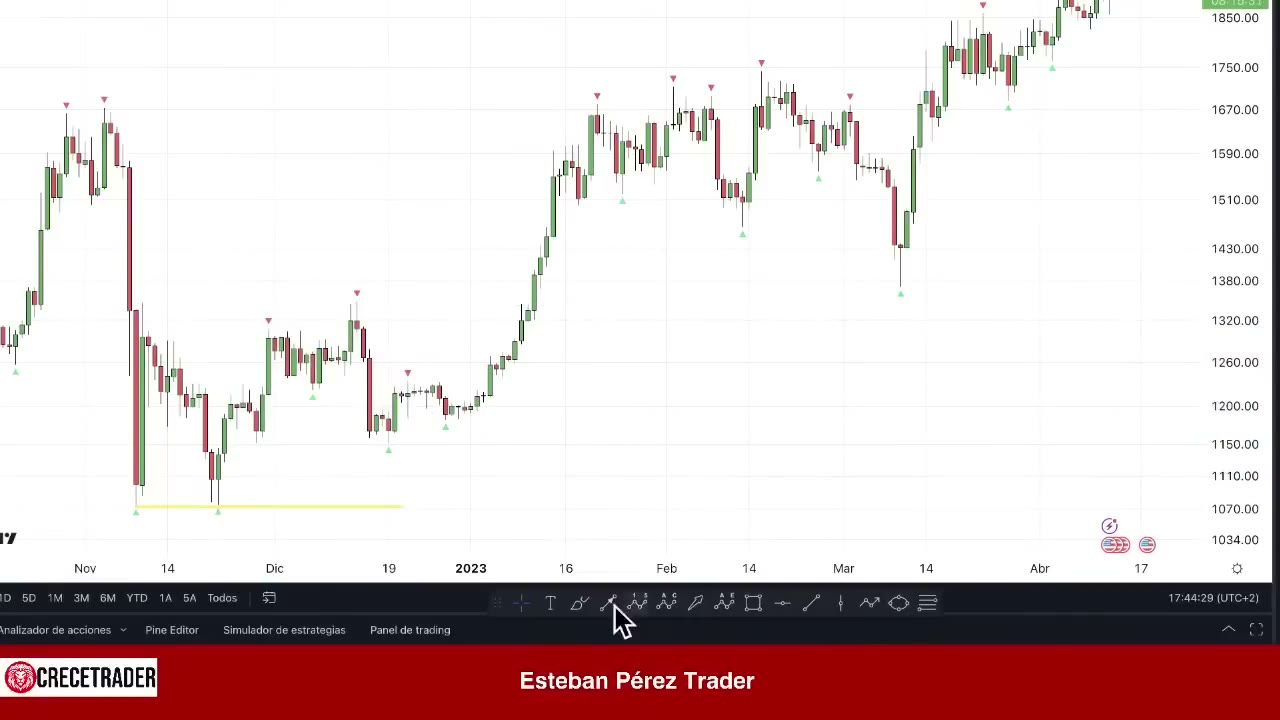 1850.00
1750.00
1670.00
1590.00
1510.00
1430.00
1380.00
1320.00
1260.00
1200.00
1150.00
1110.00
1070.00
1034.00
Nov 14 Dic 19 2023 16 Feb 14 Mar 14 Abr 17
1D 5D 1M 3M 6M YTD 1A 5A Todos
T
17:44:29 (UTC+2)
Analizador de acciones Pine Editor Simulador de estrategias Panel de trading
CRECETRADER
Esteban Pérez Trader